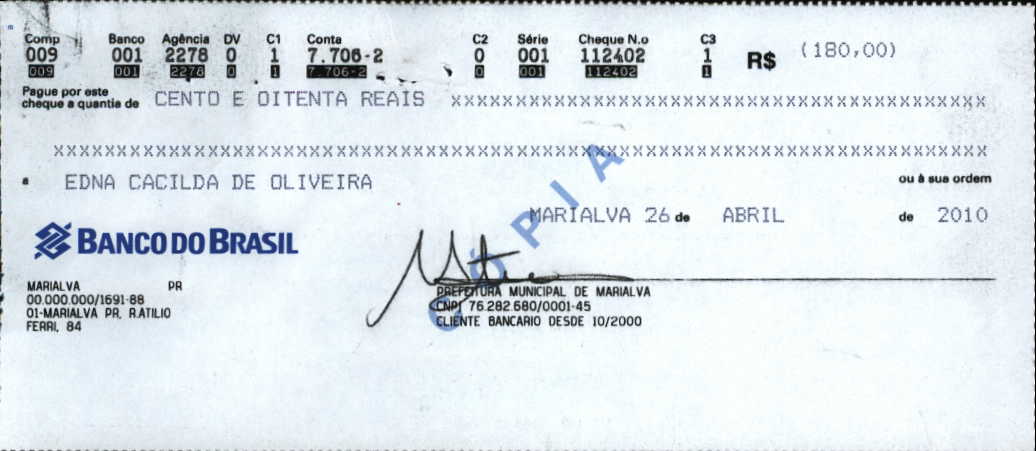 Comp Banco Agência DV C1 Conta C2 Série Cheque N.o C3
009 001 2278 0 1 7.706-2 0 001 112402 1 R$ (180,00)
009 001 2278 0 1 7.706-2 0 001 112402 1
Pague por este
cheque a quantia de CENTO E OITENTA REAIS XXXXXXXXXXXXXXXXXXXXXXXXXXXXXXXXXXXXXXXXXXXXXXXXXX
XXXXXXXXXXXXXXXXXXXXXXXXXXXXXXXXXXXXXXXXXXXXXXXXXXXXXXXXXXXXXXXXXXXXXXXXXXXXXXXXXXXXXXX
EDNA CACILDA DE OLIVEIRA ou à sua ordem
MARIALVA 26 de ABRIL de 2010
BANCO DO BRASIL
CÓPIA
MARIALVA PR
00.000.000/1691-88
01-MARIALVA PR, R.ATILIO
FERRI, 84
PREFEITURA MUNICIPAL DE MARIALVA
CNPJ 76.282.680/0001-45
CLIENTE BANCARIO DESDE 10/2000